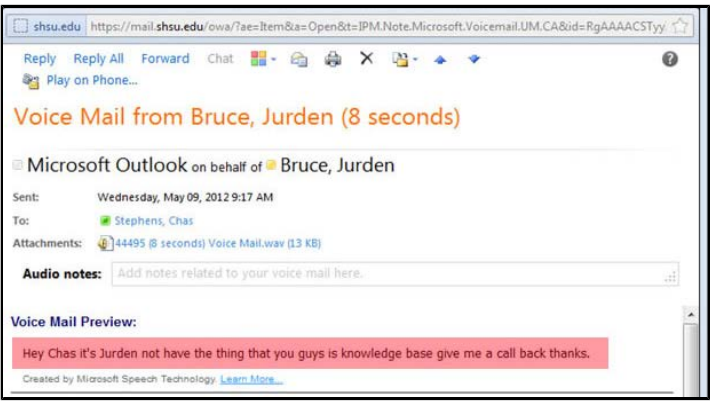 shsu.edu https://mail.shsu.edu/owa/?ae=Item&a=Open&t=IPM.Note.Microsoft.Voicemail.UM.CA&id=RgAAAACSTyy
Reply Reply All Forward Chat
Play on Phone...
Voice Mail from Bruce, Jurden (8 seconds)
Microsoft Outlook on behalf of Bruce, Jurden
Sent: Wednesday, May 09, 2012 9:17 AM
To: Stephens, Chas
Attachments: 44495 (8 seconds) Voice Mail.wav (13 KB)
Audio notes: Add notes related to your voice mail here.
Voice Mail Preview:
Hey Chas it's Jurden not have the thing that you guys is knowledge base give me a call back thanks.
Created by Microsoft Speech Technology. Learn More...